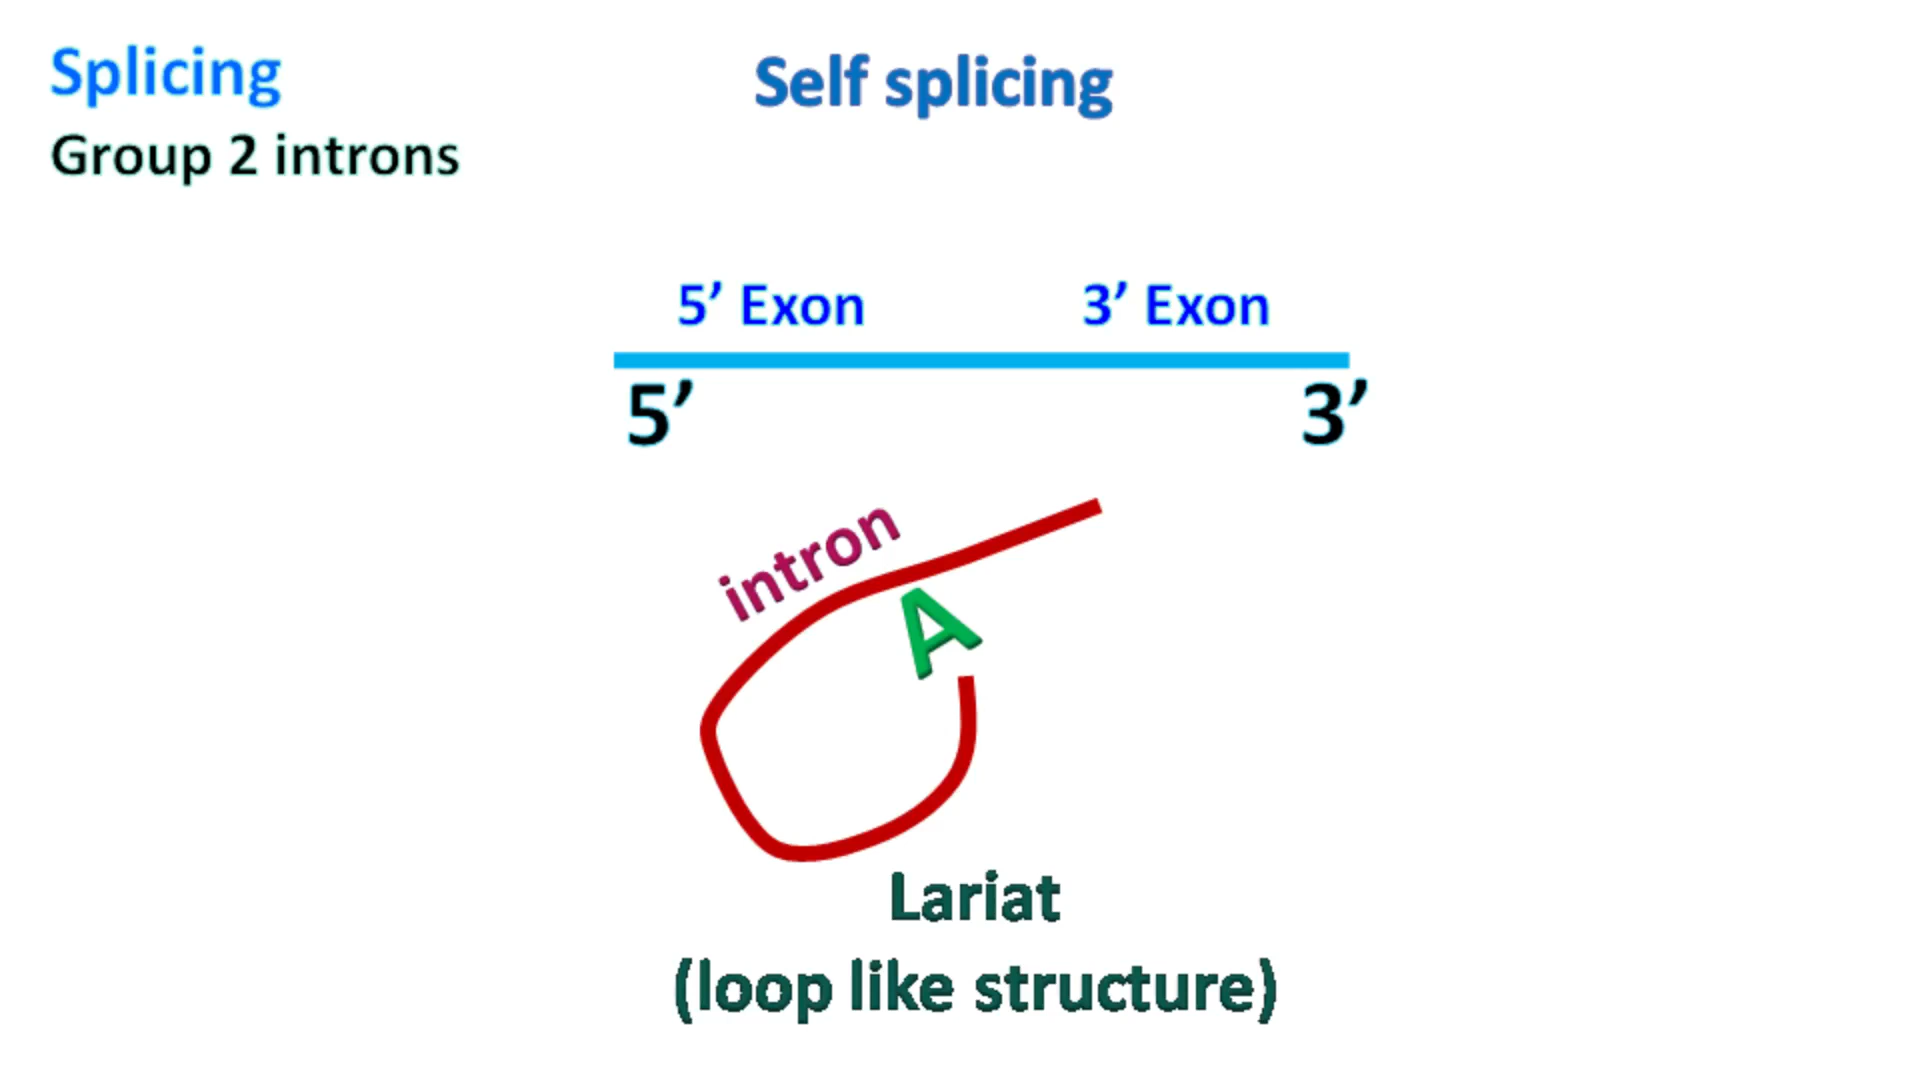 Splicing
Group 2 introns
Self splicing
5’ Exon
3’ Exon
5’
3’
intron
A
Lariat
(loop like structure)